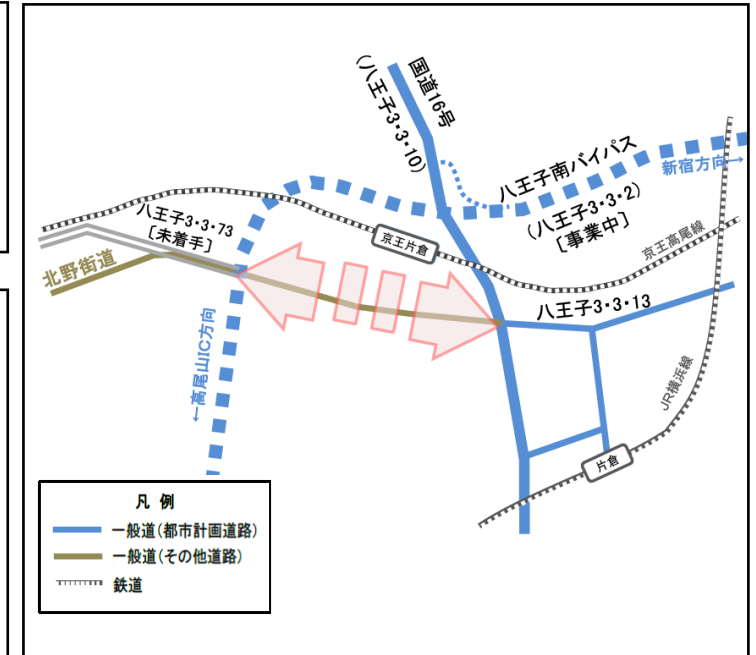 国道16号
(八王子3・3・10)
八王子南バイパス
(八王子3・3・2)
[事業中]
新宿方向→
八王子3・3・73
[未着手]
京王片倉
京王高尾線
北野街道
八王子3・3・13
←高尾山IC方向
JR横浜線
片倉
凡 例
一般道(都市計画道路)
一般道(その他道路)
鉄道